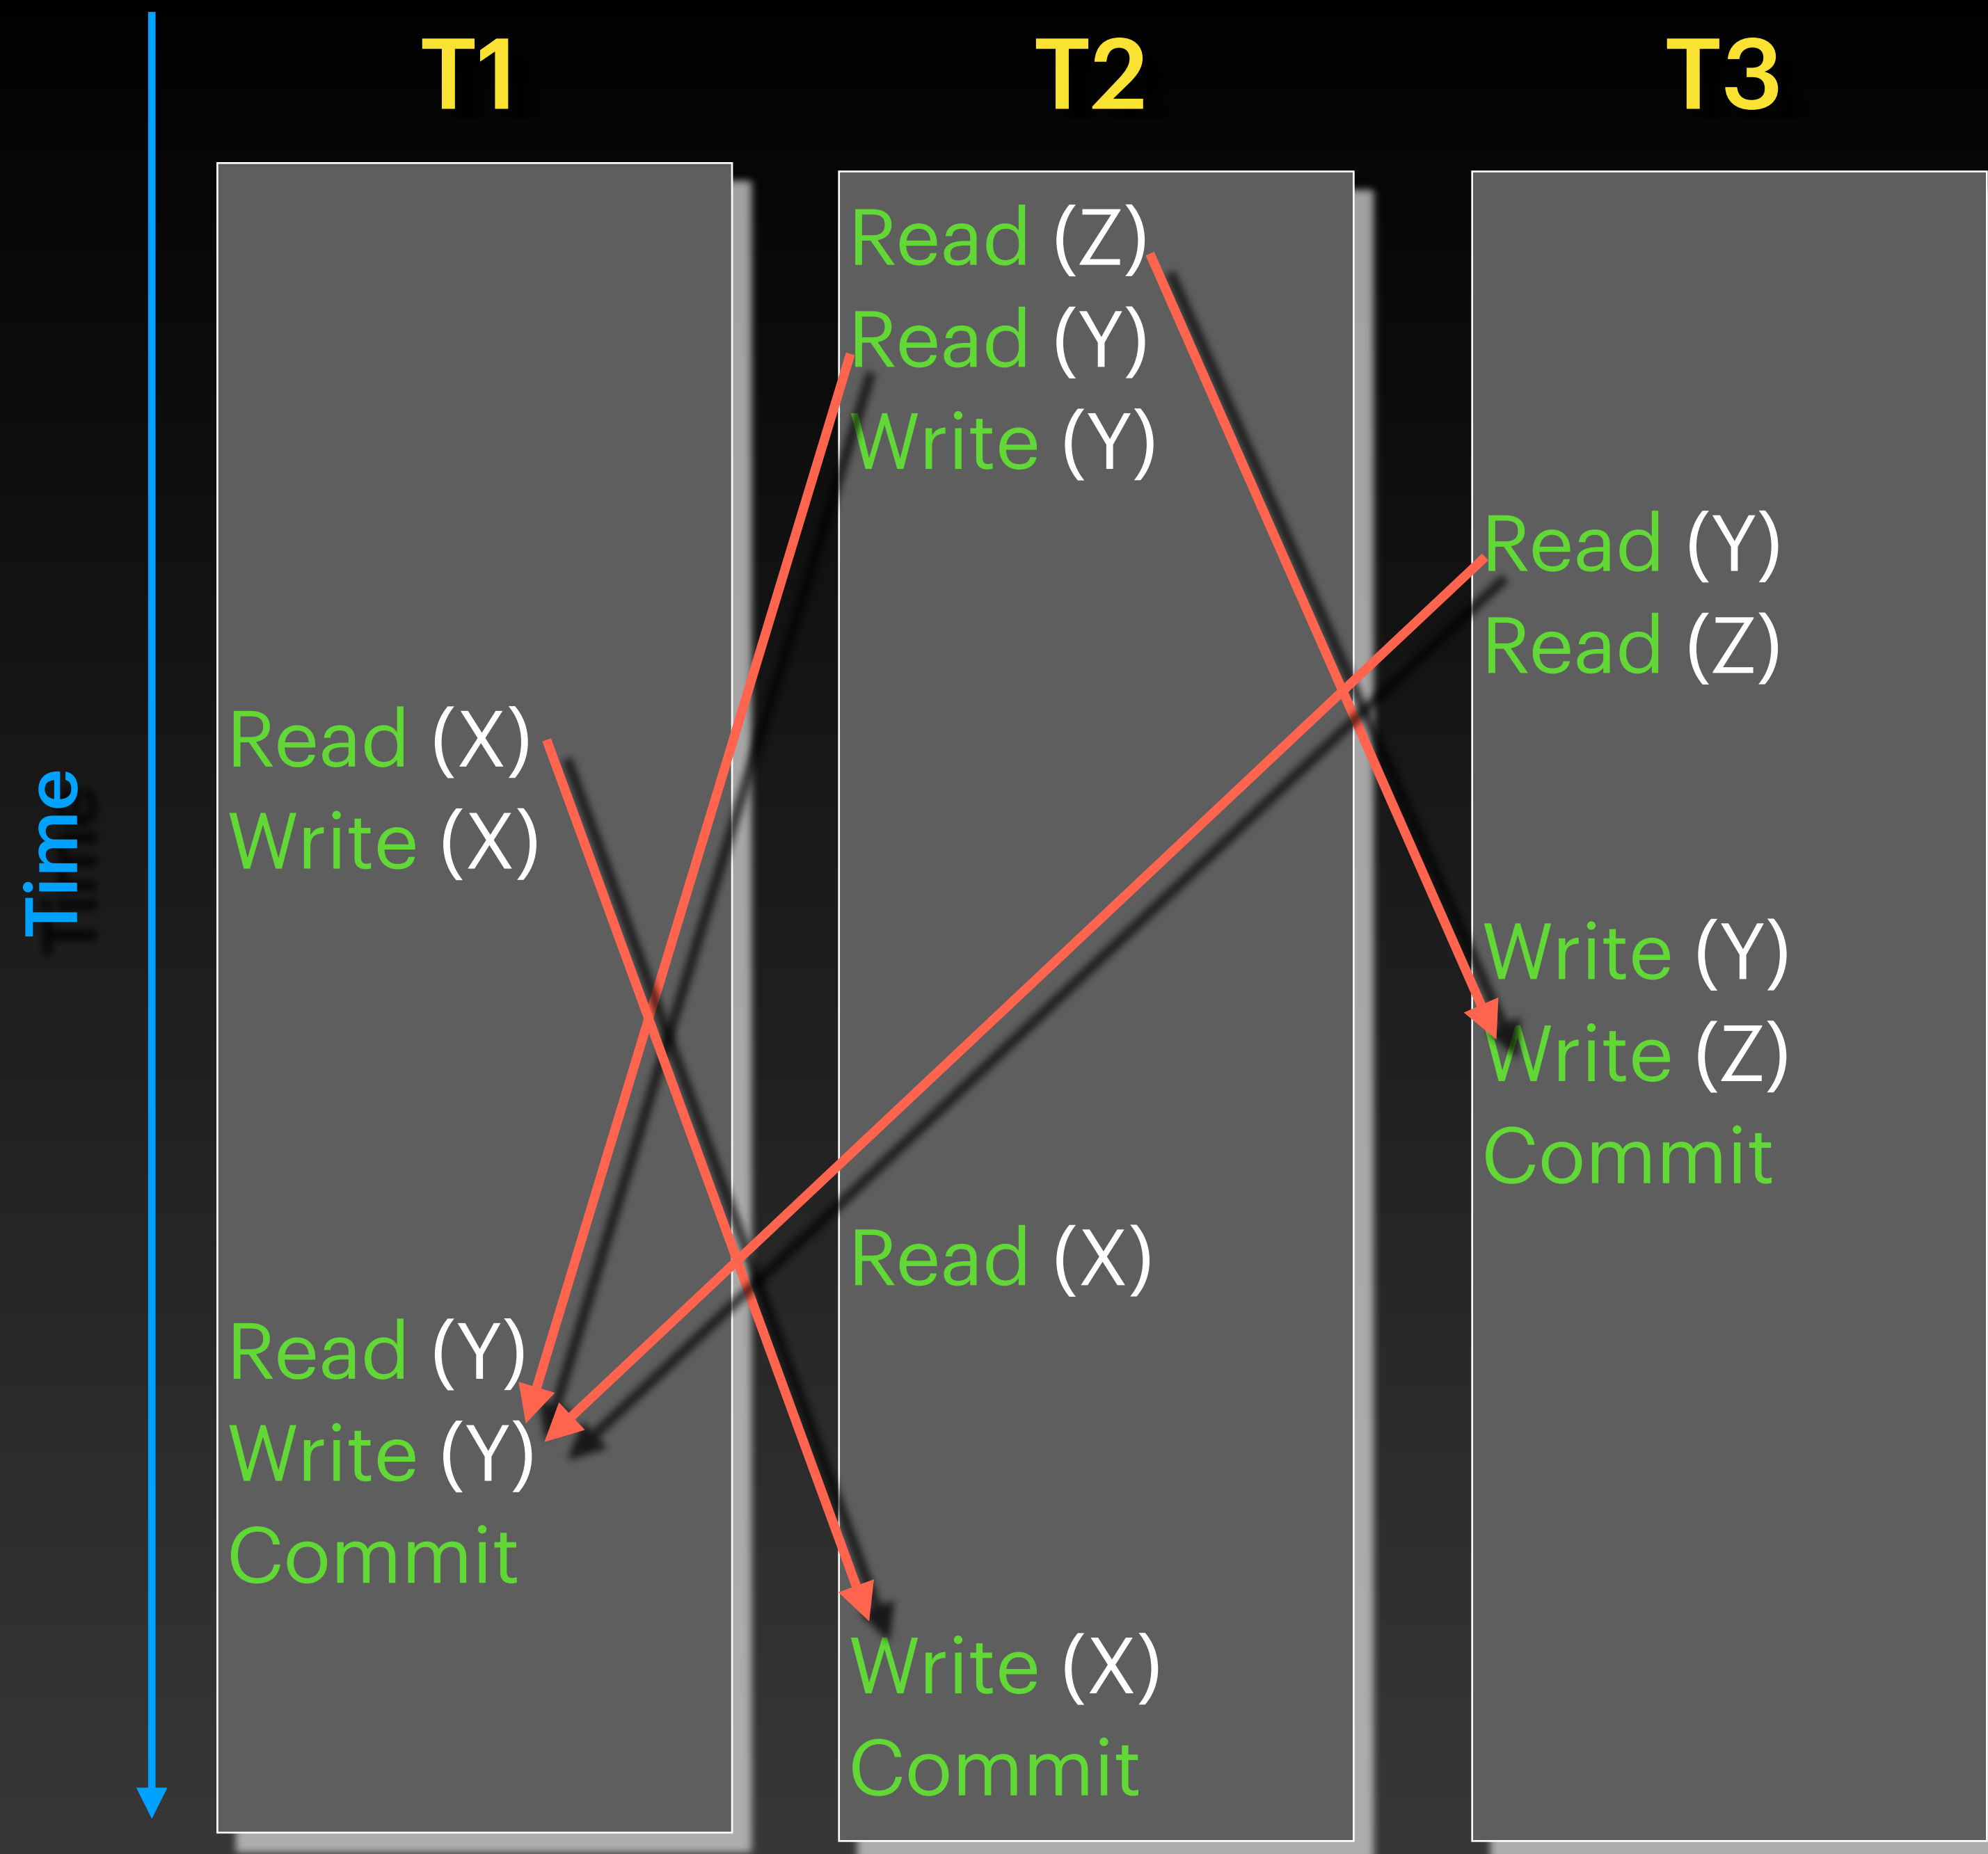 T1
T2
T3
Time
Read (Z)
Read (Y)
Write (Y)
Read (Y)
Read (Z)
Read (X)
Write (X)
Write (Y)
Write (Z)
Commit
Read (X)
Read (Y)
Write (Y)
Commit
Write (X)
Commit